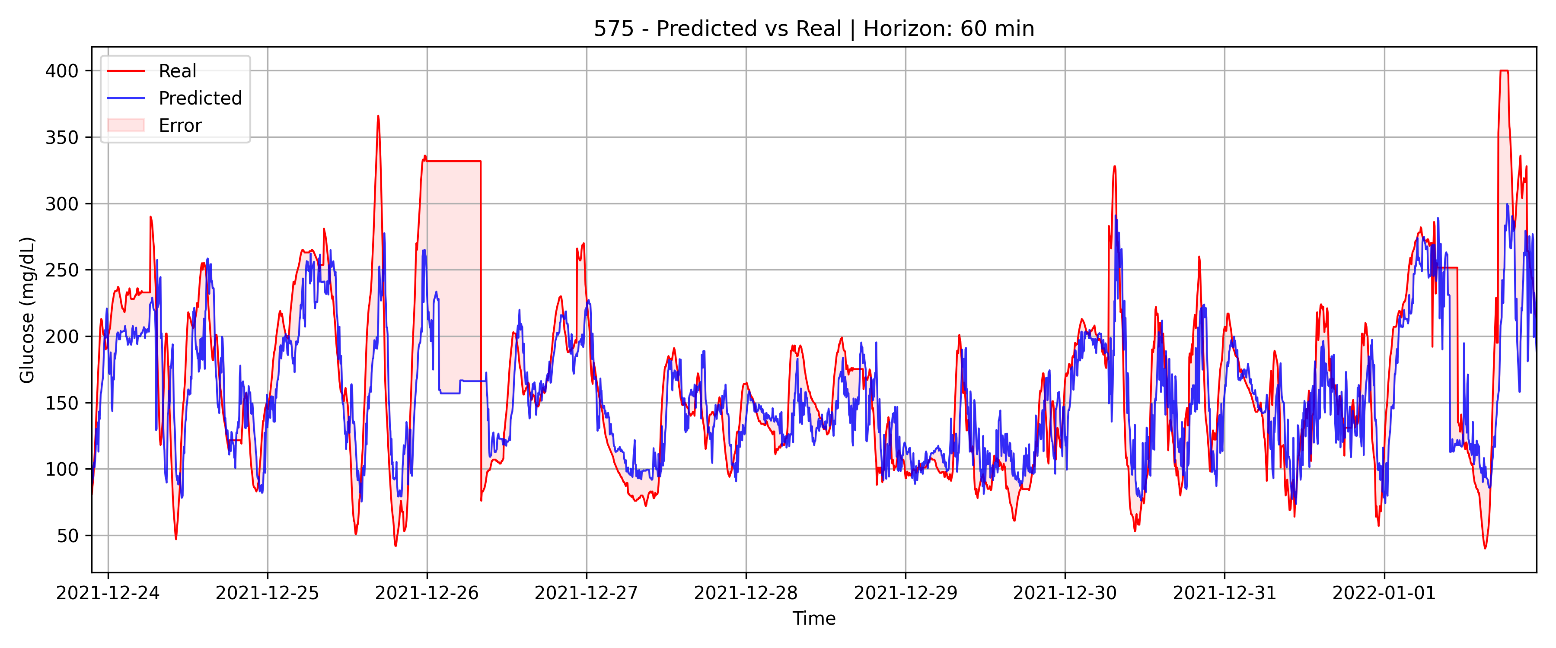 575 - Predicted vs Real | Horizon: 60 min
Real
Predicted
Error
Glucose (mg/dL)
400
350
300
250
200
150
100
50
2021-12-24
2021-12-25
2021-12-26
2021-12-27
2021-12-28
2021-12-29
2021-12-30
2021-12-31
2022-01-01
Time